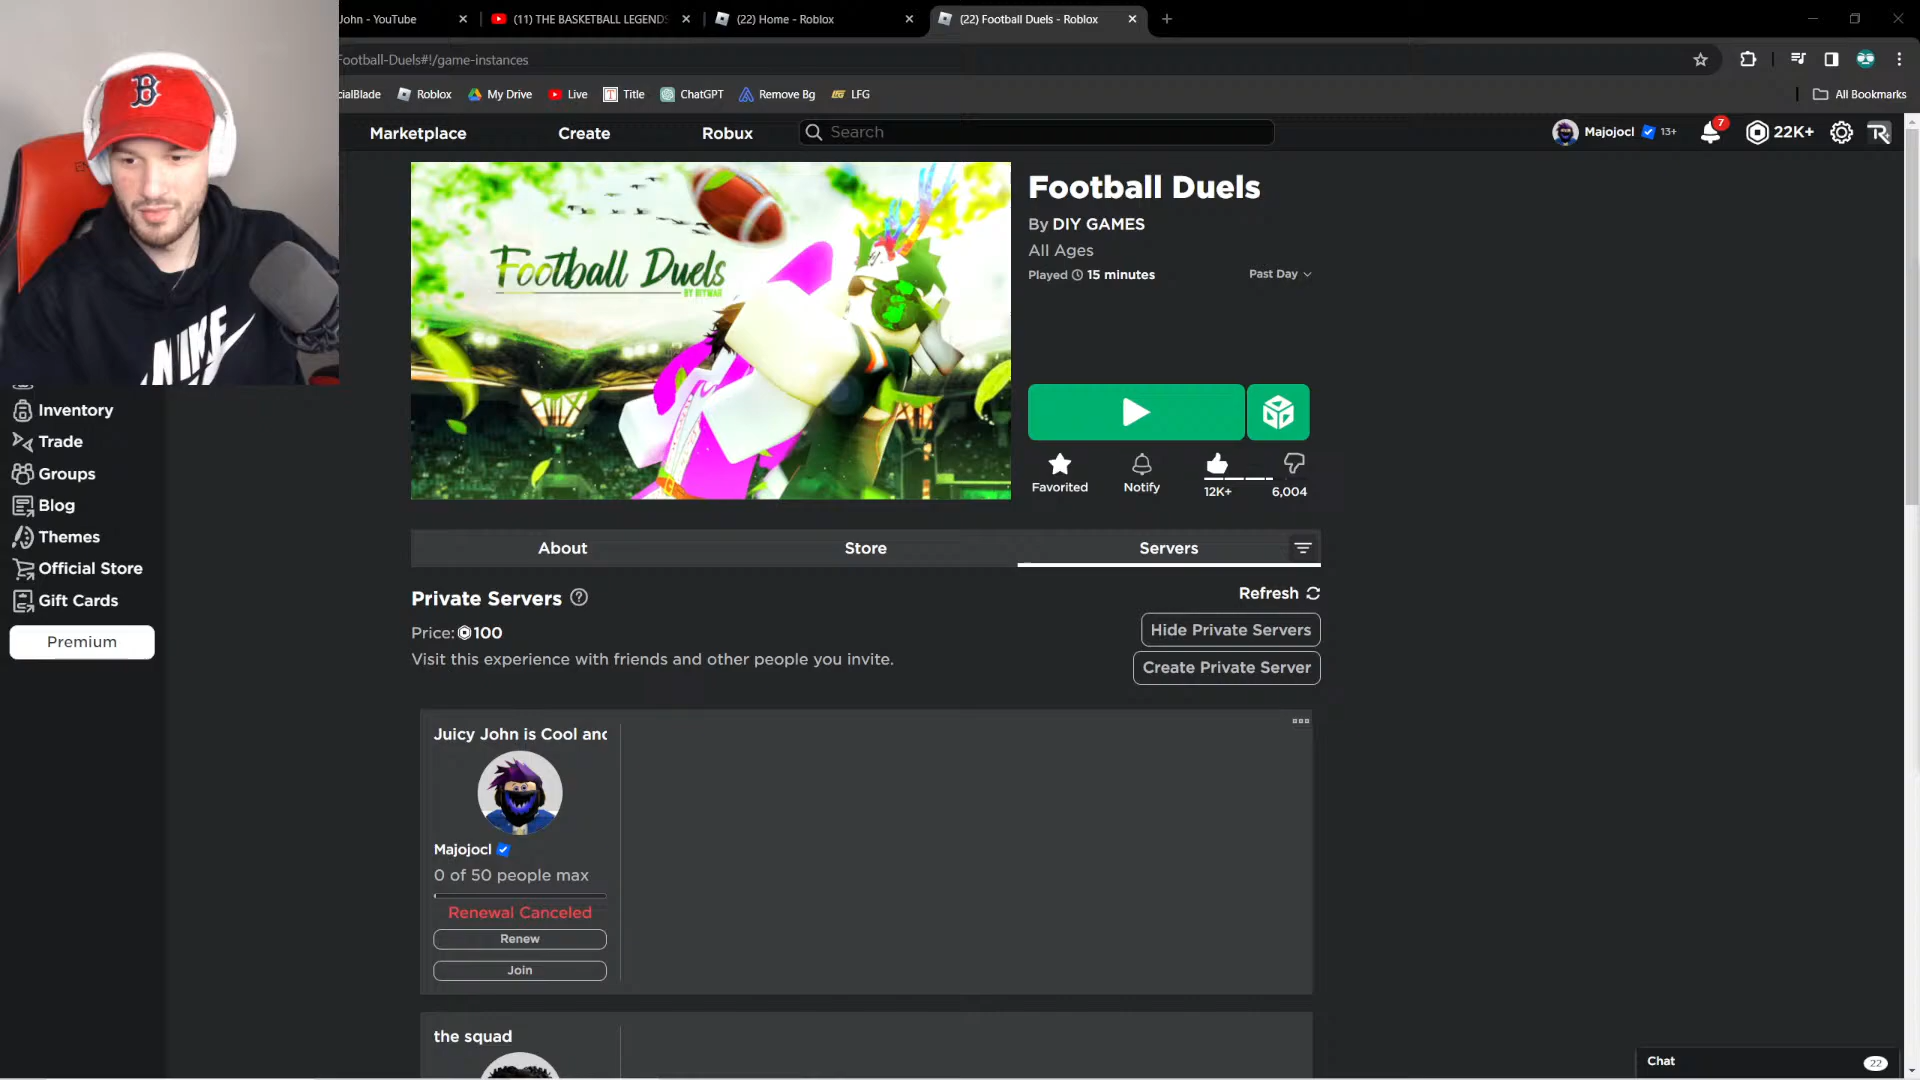 John - YouTube
(11) THE BASKETBALL LEGENDS
(22) Home - Roblox
(22) Football Duels - Roblox
Football-Duels#!/game-instances
cialBlade
Roblox
My Drive
Live
Title
ChatGPT
Remove Bg
LFG
All Bookmarks
Marketplace
Create
Robux
Search
Majojocl
13+
7
22K+
B
NIKE
Football Duels
BY DIYWAX
Football Duels
By DIY GAMES
All Ages
Played 15 minutes
Past Day
Favorited
Notify
12K+
6,004
Inventory
Trade
Groups
Blog
Themes
Official Store
Gift Cards
Premium
About
Store
Servers
Private Servers
Refresh
Price: 100
Hide Private Servers
Visit this experience with friends and other people you invite.
Create Private Server
Juicy John is Cool and
Majojocl
0 of 50 people max
Renewal Canceled
Renew
Join
the squad
Chat
22